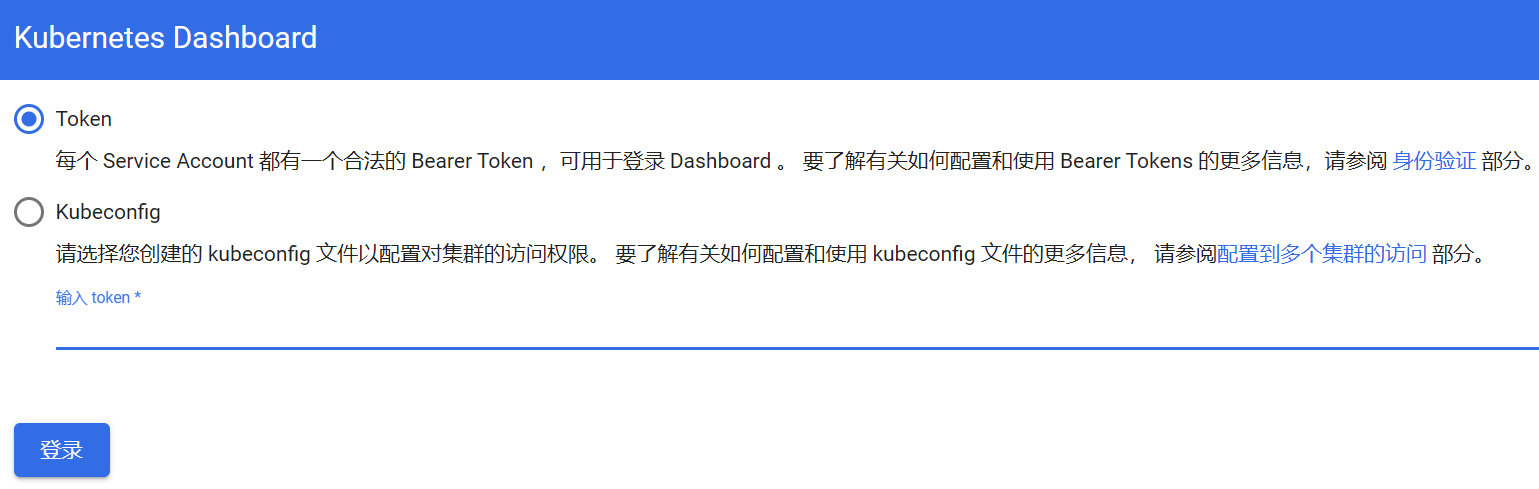 Kubernetes Dashboard
Token
每个 Service Account 都有一个合法的 Bearer Token ，可用于登录 Dashboard 。 要了解有关如何配置和使用 Bearer Tokens 的更多信息，请参阅 身份验证 部分。
Kubeconfig
请选择您创建的 kubeconfig 文件以配置对集群的访问权限。 要了解有关如何配置和使用 kubeconfig 文件的更多信息， 请参阅配置到多个集群的访问 部分。
输入 token *
登录